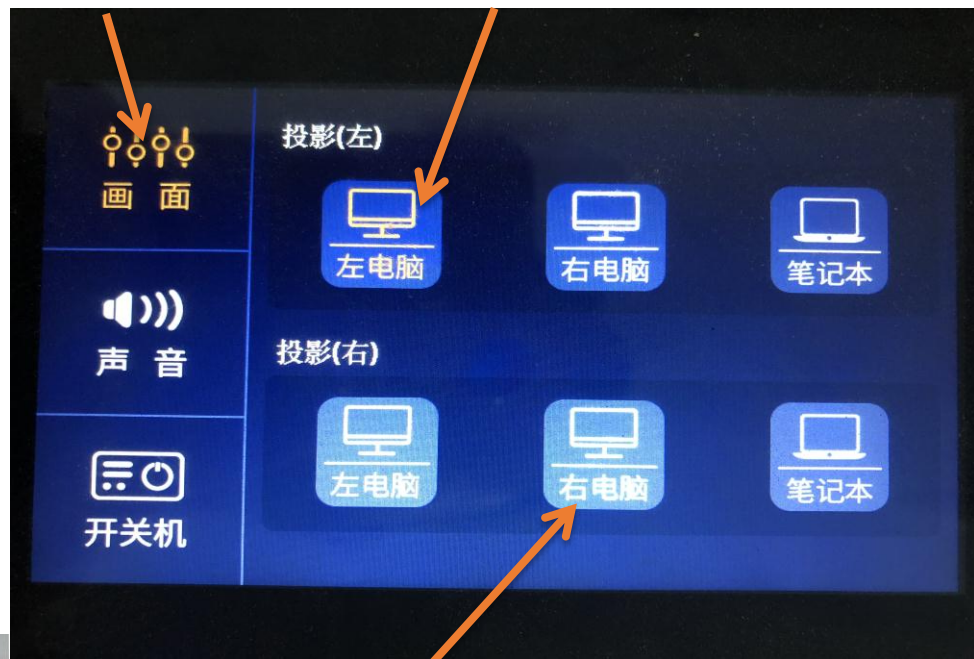 画 面
声 音
开关机
投影(左)
左电脑
右电脑
笔记本
投影(右)
左电脑
右电脑
笔记本